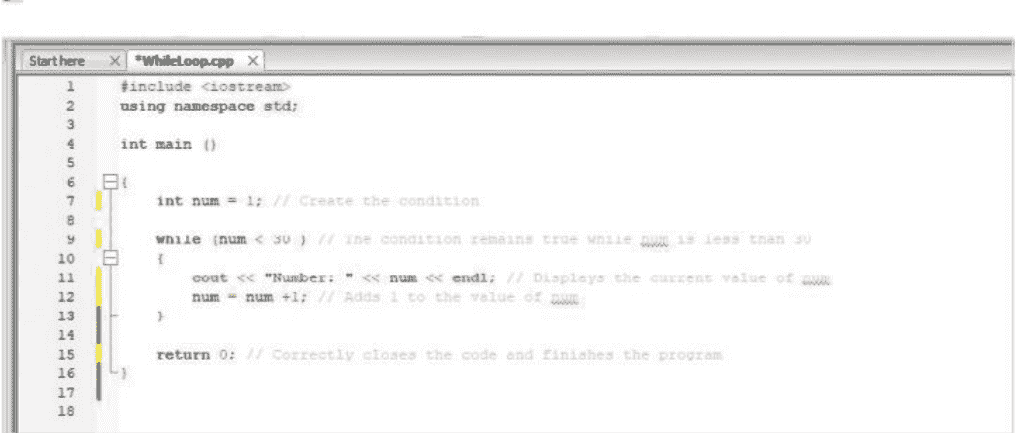 Start here X *WhileLoop.cpp X
1 #include <iostream>
2 using namespace std;
3
4 int main ()
5
6 {
7 int num = 1; // Create the condition
8
9 while (num < 30 ) // The condition remains true while num is less than 30
10 {
11 cout << "Number: " << num << endl; // Displays the current value of num
12 num = num +1; // Adds 1 to the value of num
13 }
14
15 return 0; // Correctly closes the code and finishes the program
16 }
17
18